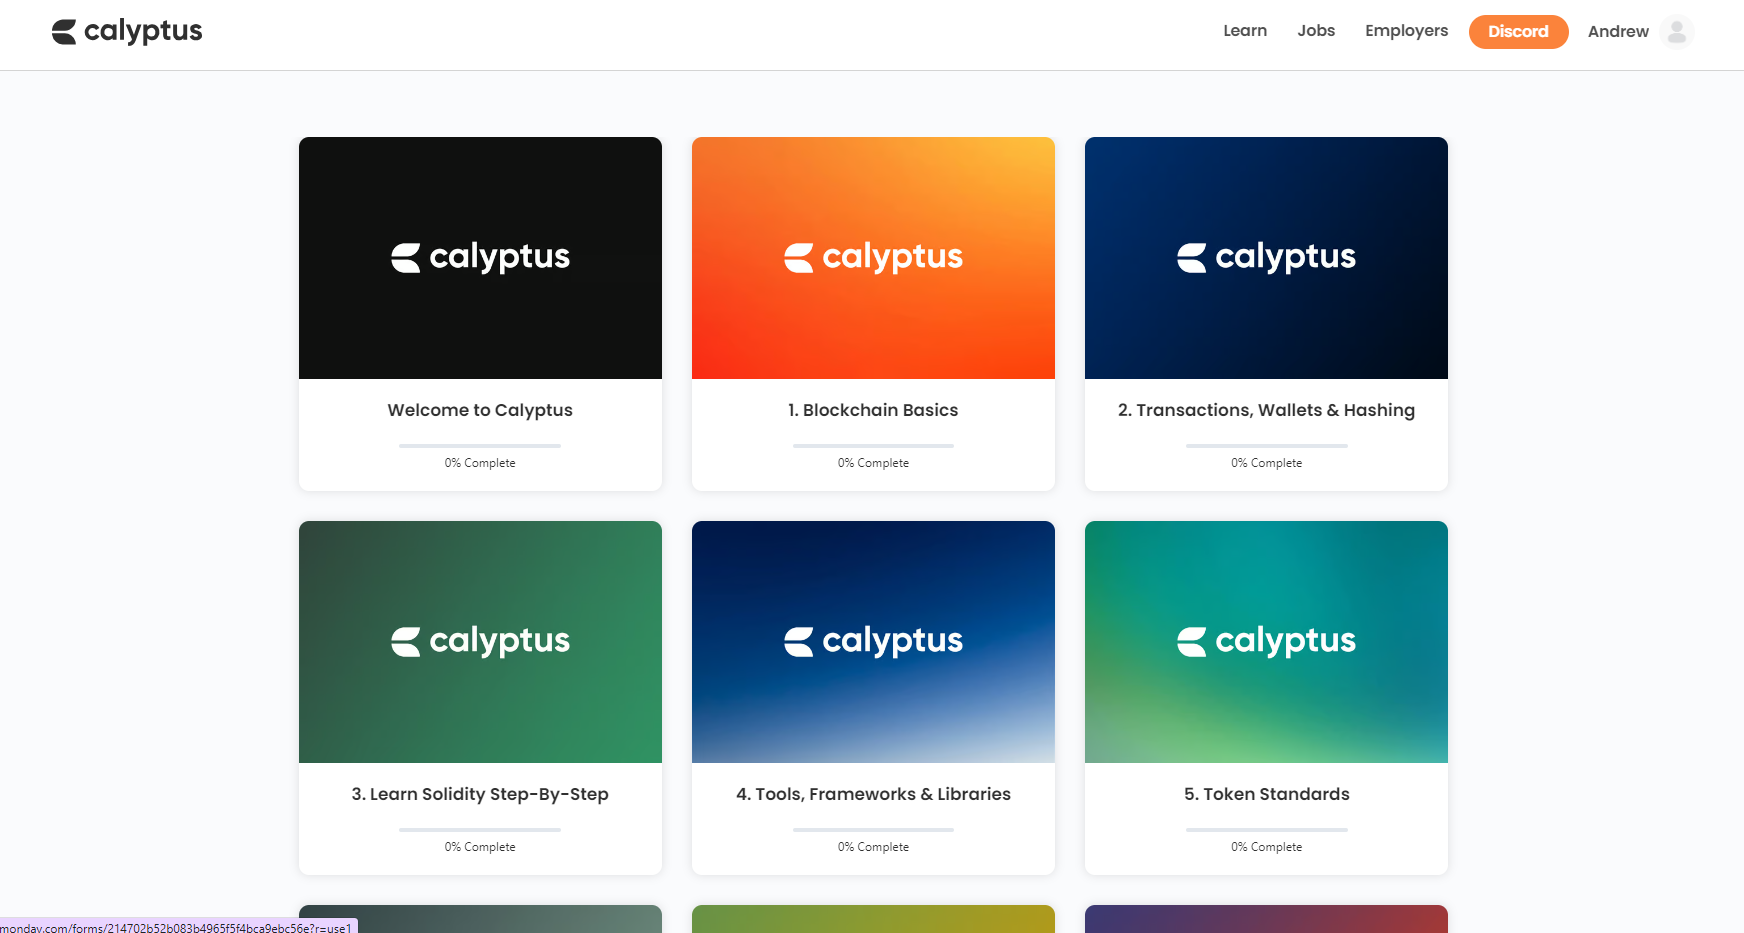 calyptus
Learn
Jobs
Employers
Discord
Andrew
calyptus
calyptus
calyptus
Welcome to Calyptus
1. Blockchain Basics
2. Transactions, Wallets & Hashing
0% Complete
0% Complete
0% Complete
calyptus
calyptus
calyptus
3. Learn Solidity Step-By-Step
4. Tools, Frameworks & Libraries
5. Token Standards
0% Complete
0% Complete
0% Complete
monday.com/forms/214702b52b083b4965f5f4bca9ebc56e?r=use1